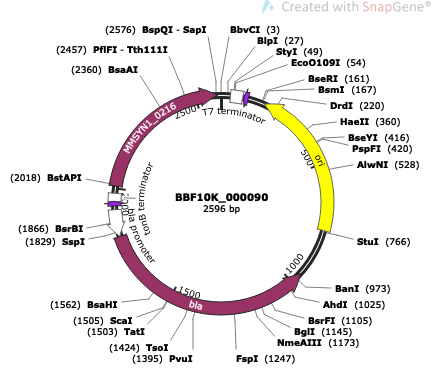 Created with SnapGene®
(2576) BspQI - SapI
BbvCI (3)
(2457) PflFI - Tth111I
BlpI (27)
StyI (49)
(2360) BsaAI
EcoO109I (54)
BseRI (161)
BsmI (167)
DrdI (220)
HaeII (360)
BseYI (416)
PspFI (420)
AlwNI (528)
(2018) BstAPI
StuI (766)
(1866) BsrBI
(1829) SspI
BanI (973)
AhdI (1025)
(1562) BsaHI
BsrFI (1105)
(1505) ScaI
BglI (1145)
(1503) TatI
NmeAIII (1173)
(1424) TsoI
(1395) PvuI
FspI (1247)
T7 terminator
2500
MMSYN1_0216
ori
500
tonB terminator
2000
bla promoter
BBF10K_000090
2596 bp
1000
1500
bla